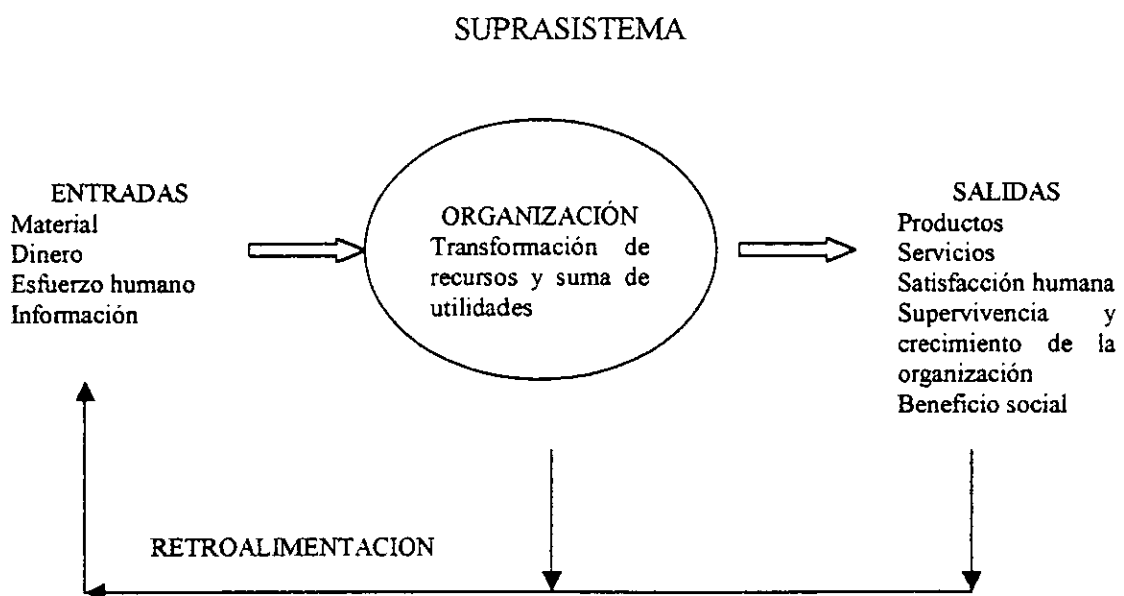 SUPRASISTEMA
ENTRADAS
Material
Dinero
Esfuerzo humano
Información
ORGANIZACIÓN
Transformación de
recursos y suma de
utilidades
SALIDAS
Productos
Servicios
Satisfacción humana
Supervivencia y
crecimiento de la
organización
Beneficio social
RETROALIMENTACION